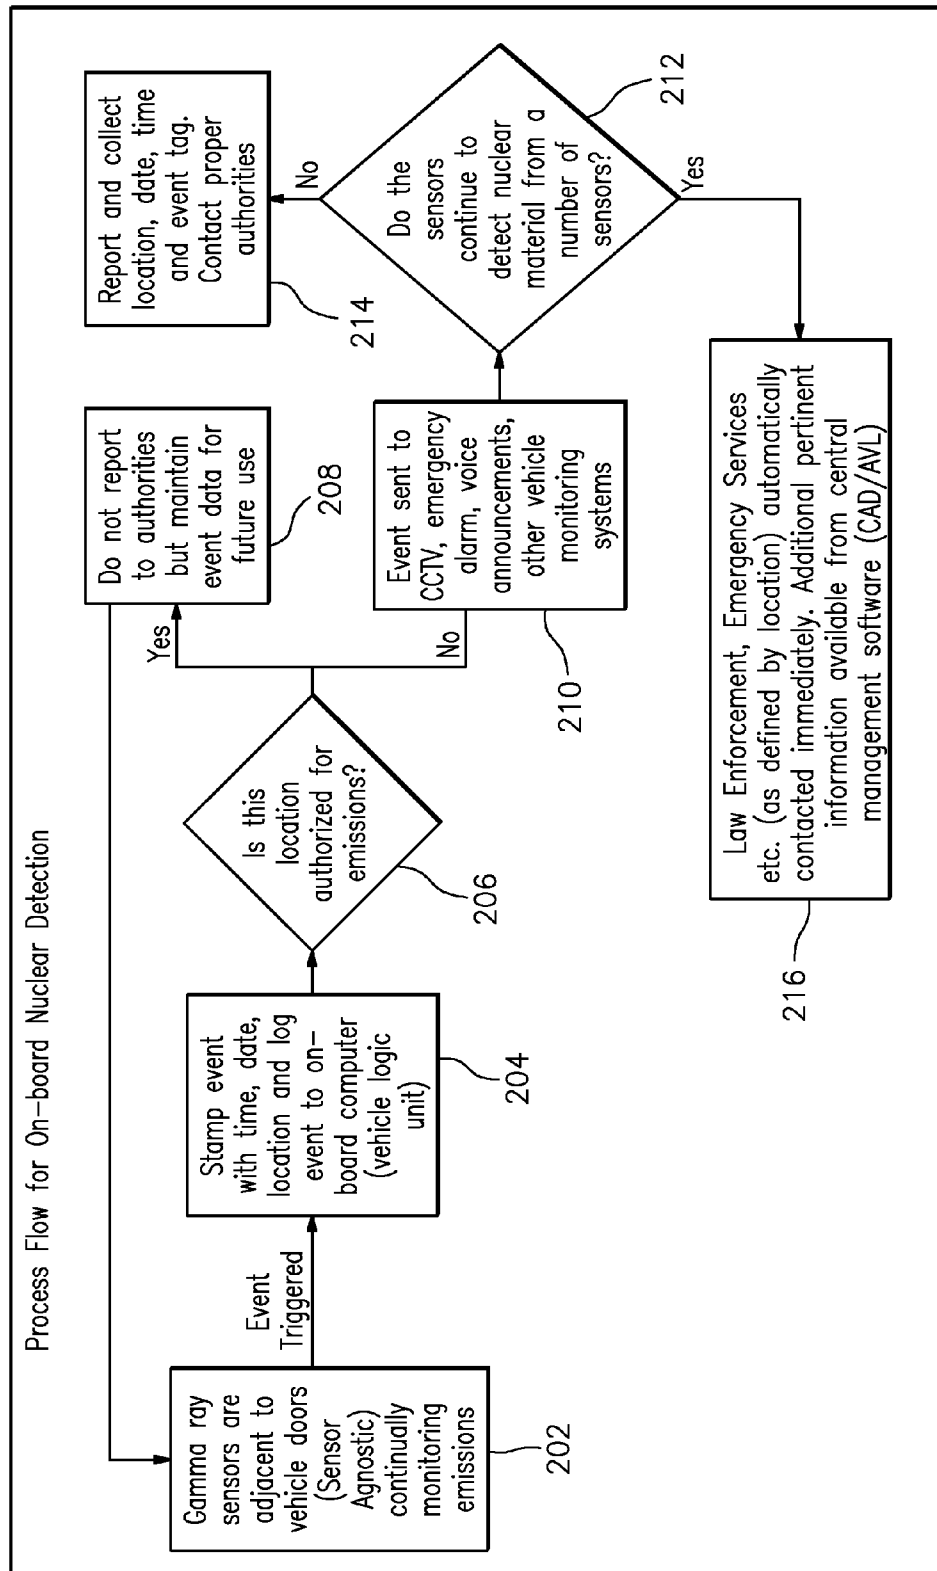 Process Flow for On-board Nuclear Detection
Gamma ray
sensors are
adjacent to
vehicle doors
(Sensor
Agnostic)
continually
monitoring
emissions
202
Event
Triggered
Stamp event
with time, date,
location and log
event to on-
board computer
(vehicle logic
unit)
204
Is this
location
authorized for
emissions?
206
Yes
No
Do not report
to authorities
but maintain
event data for
future use
208
Event sent to
CCTV, emergency
alarm, voice
announcements,
other vehicle
monitoring
systems
210
Do the
sensors
continue to
detect nuclear
material from a
number of
sensors?
212
No
Yes
Report and collect
location, date, time
and event tag.
Contact proper
authorities
214
Law Enforcement, Emergency Services
etc. (as defined by location) automatically
contacted immediately. Additional pertinent
information available from central
management software (CAD/AVL)
216